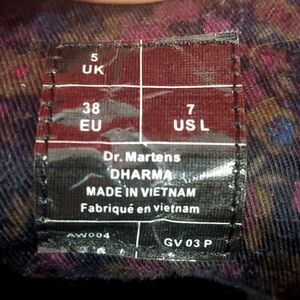 5
UK
38
EU
7
US L
Dr. Martens
DHARMA
MADE IN VIETNAM
Fabriqué en vietnam
AW004
GV 03 P